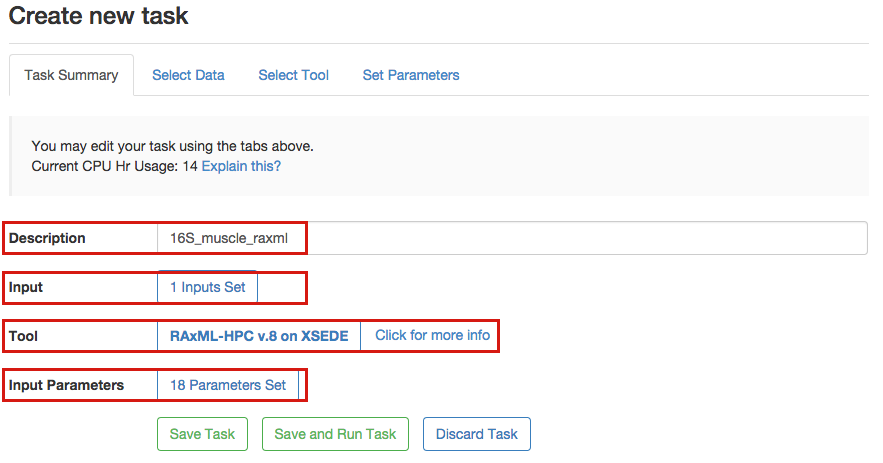 Create new task
Task Summary Select Data Select Tool Set Parameters
You may edit your task using the tabs above.
Current CPU Hr Usage: 14 Explain this?
Description 16S_muscle_raxml
Input 1 Inputs Set
Tool RAxML-HPC v.8 on XSEDE Click for more info
Input Parameters 18 Parameters Set
Save Task Save and Run Task Discard Task